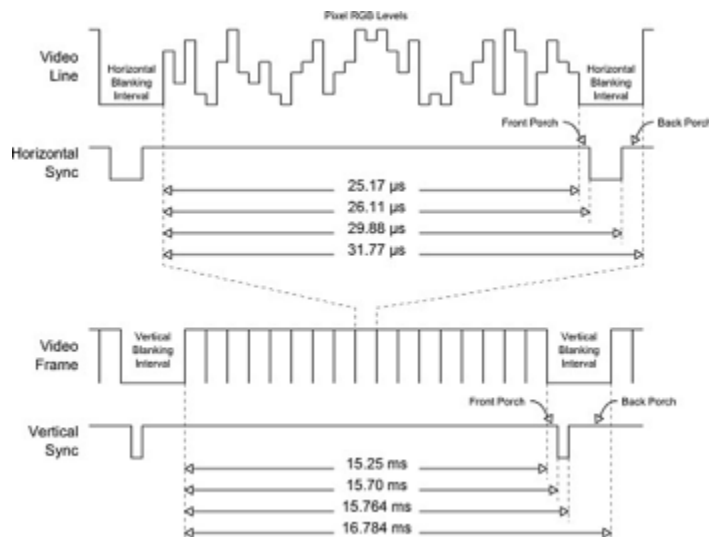 Pixel RGB Levels
Video
Line
Horizontal
Blanking
Interval
Horizontal
Blanking
Interval
Front Porch
Back Porch
Horizontal
Sync
25.17 µs
26.11 µs
29.88 µs
31.77 µs
Video
Frame
Vertical
Blanking
Interval
Vertical
Blanking
Interval
Front Porch
Back Porch
Vertical
Sync
15.25 ms
15.70 ms
15.764 ms
16.784 ms